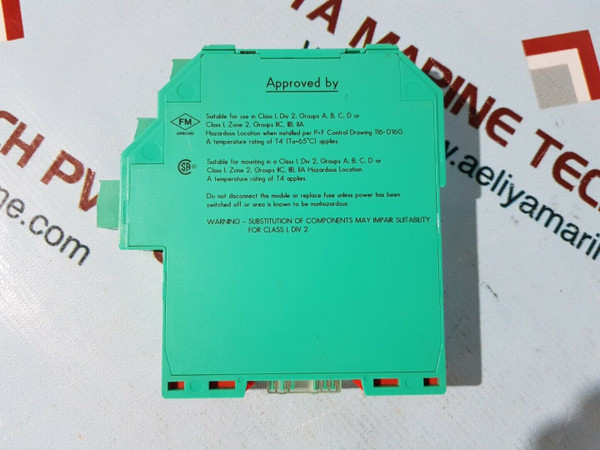 Approved by
FM
APPROVED
Suitable for use in Class I, Div 2, Groups A, B, C, D or
Class I, Zone 2, Groups IIC, IIB, IIA
Hazardous Location when installed per P+F Control Drawing 116-0160.
A temperature rating of T4 (Ta=65°C) applies.
Suitable for mounting in a Class I, Div 2, Groups A, B, C, D or
Class I, Zone 2, Groups IIC, IIB, IIA Hazardous Location.
A temperature rating of T4 applies.
Do not disconnect this module or replace fuse unless power has been
switched off or area is known to be nonhazardous.
WARNING - SUBSTITUTION OF COMPONENTS MAY IMPAIR SUITABILITY
FOR CLASS I, DIV 2.
YA MARINE TECH
www.aeliyamarine
CH PV
ine.com